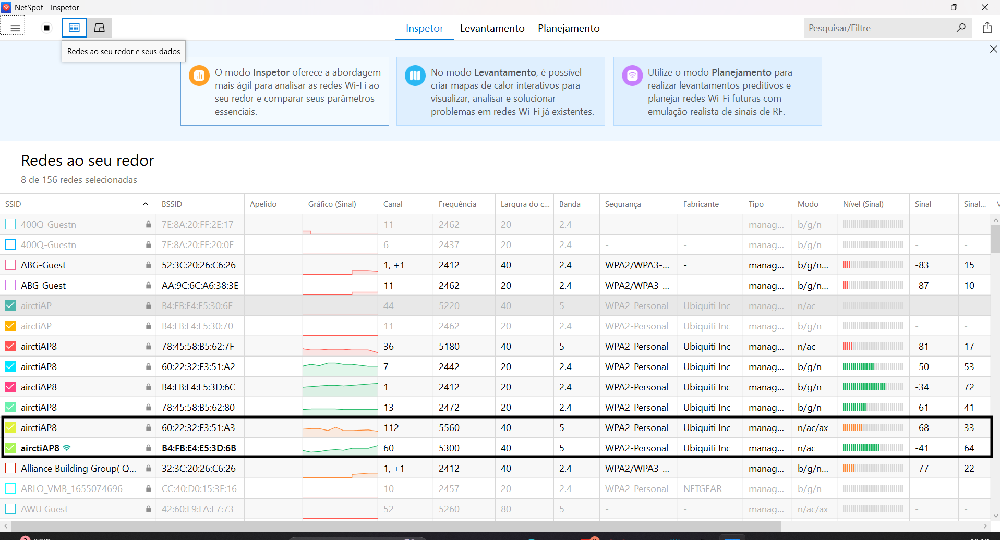 NetSpot - Inspetor
Inspetor Levantamento Planejamento
Pesquisar/Filtre
Redes ao seu redor e seus dados
O modo Inspetor oferece a abordagem
mais ágil para analisar as redes Wi-Fi ao
seu redor e comparar seus parâmetros
essenciais.
No modo Levantamento, é possível
criar mapas de calor interativos para
visualizar, analisar e solucionar
problemas em redes Wi-Fi já existentes.
Utilize o modo Planejamento para
realizar levantamentos preditivos e
planejar redes Wi-Fi futuras com
emulação realista de sinais de RF.
Redes ao seu redor
8 de 156 redes selecionadas
SSID BSSID Apelido Gráfico (Sinal) Canal Frequência Largura do c... Banda Segurança Fabricante Tipo Modo Nível (Sinal) Sinal Sinal...
400Q-Guestn 7E:8A:20:FF:2E:17 11 2462 20 2.4 - - manag... b/g/n - -
400Q-Guestn 7E:8A:20:FF:20:0F 6 2437 20 2.4 - - manag... b/g/n - -
ABG-Guest 52:3C:20:26:C6:26 1, +1 2412 40 2.4 WPA2/WPA3-... - manag... b/g/n... -83 15
ABG-Guest AA:9C:6C:A6:38:3E 11 2462 20 2.4 WPA2/WPA3-... - manag... b/g/n... -87 10
airctiAP B4:FB:E4:E5:30:6F 44 5220 40 5 WPA2-Personal Ubiquiti Inc manag... n/ac - -
airctiAP B4:FB:E4:E5:30:70 11 2462 20 2.4 WPA2-Personal Ubiquiti Inc manag... b/g/n - -
airctiAP8 78:45:58:B5:62:7F 36 5180 40 5 WPA2-Personal Ubiquiti Inc manag... n/ac -81 17
airctiAP8 60:22:32:F3:51:A2 7 2442 20 2.4 WPA2-Personal Ubiquiti Inc manag... b/g/n -50 53
airctiAP8 B4:FB:E4:E5:3D:6C 1 2412 20 2.4 WPA2-Personal Ubiquiti Inc manag... b/g/n -34 72
airctiAP8 78:45:58:B5:62:80 13 2472 20 2.4 WPA2-Personal Ubiquiti Inc manag... b/g/n -61 41
airctiAP8 60:22:32:F3:51:A3 112 5560 40 5 WPA2-Personal Ubiquiti Inc manag... n/ac/ax -68 33
airctiAP8 B4:FB:E4:E5:3D:6B 60 5300 40 5 WPA2-Personal Ubiquiti Inc manag... n/ac -41 64
Alliance Building Group( Q... 32:3C:20:26:C6:26 1, +1 2412 40 2.4 WPA2/WPA3-... - manag... b/g/n... -77 22
ARLO_VMB_1655074696 CC:40:D0:15:3F:16 10 2457 20 2.4 WPA2-Personal NETGEAR manag... b/g/n - -
AWU Guest 42:60:F9:FA:E7:73 52 5260 80 5 - - manag... n/ac/ax - -